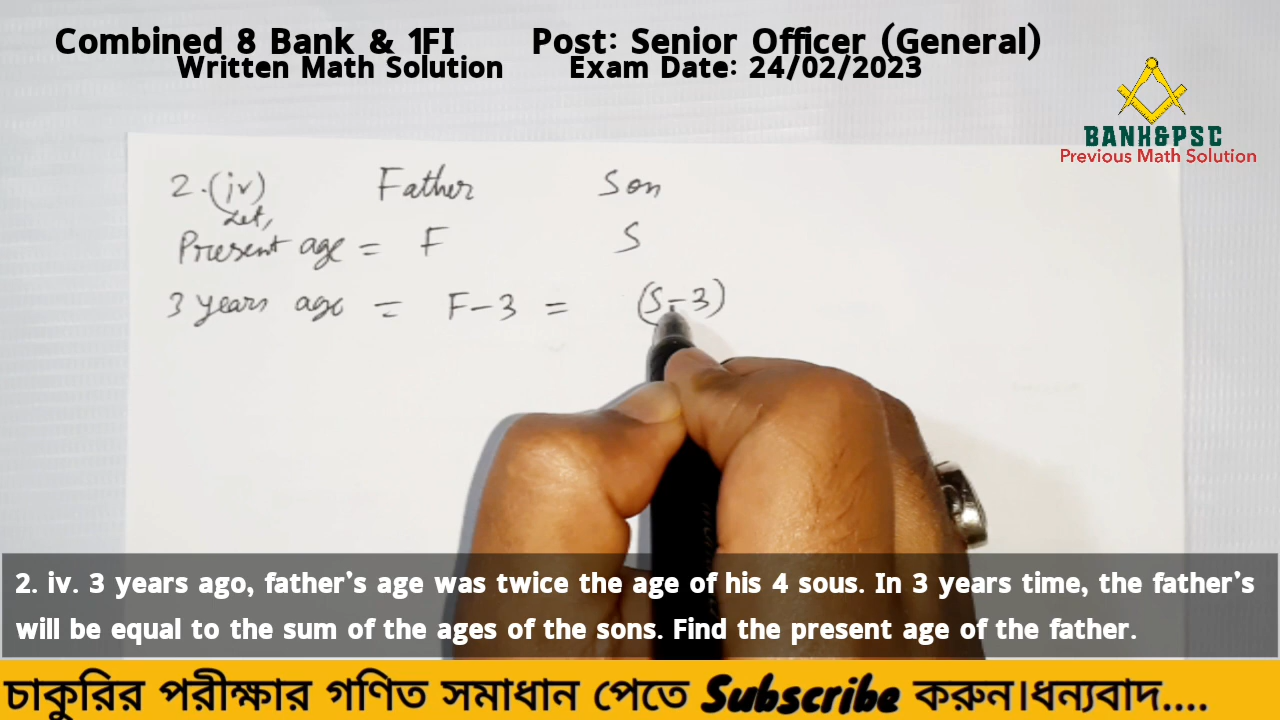 Combined 8 Bank & 1FI Post: Senior Officer (General)
Written Math Solution Exam Date: 24/02/2023
BANK&PSC
Previous Math Solution
2.(iv) Father Son
Let,
Present age = F S
3 years ago = F-3 = (S-3)
2. iv. 3 years ago, father's age was twice the age of his 4 sous. In 3 years time, the father's
will be equal to the sum of the ages of the sons. Find the present age of the father.
চাকুরির পরীক্ষার গণিত সমাধান পেতে Subscribe করুন।ধন্যবাদ....